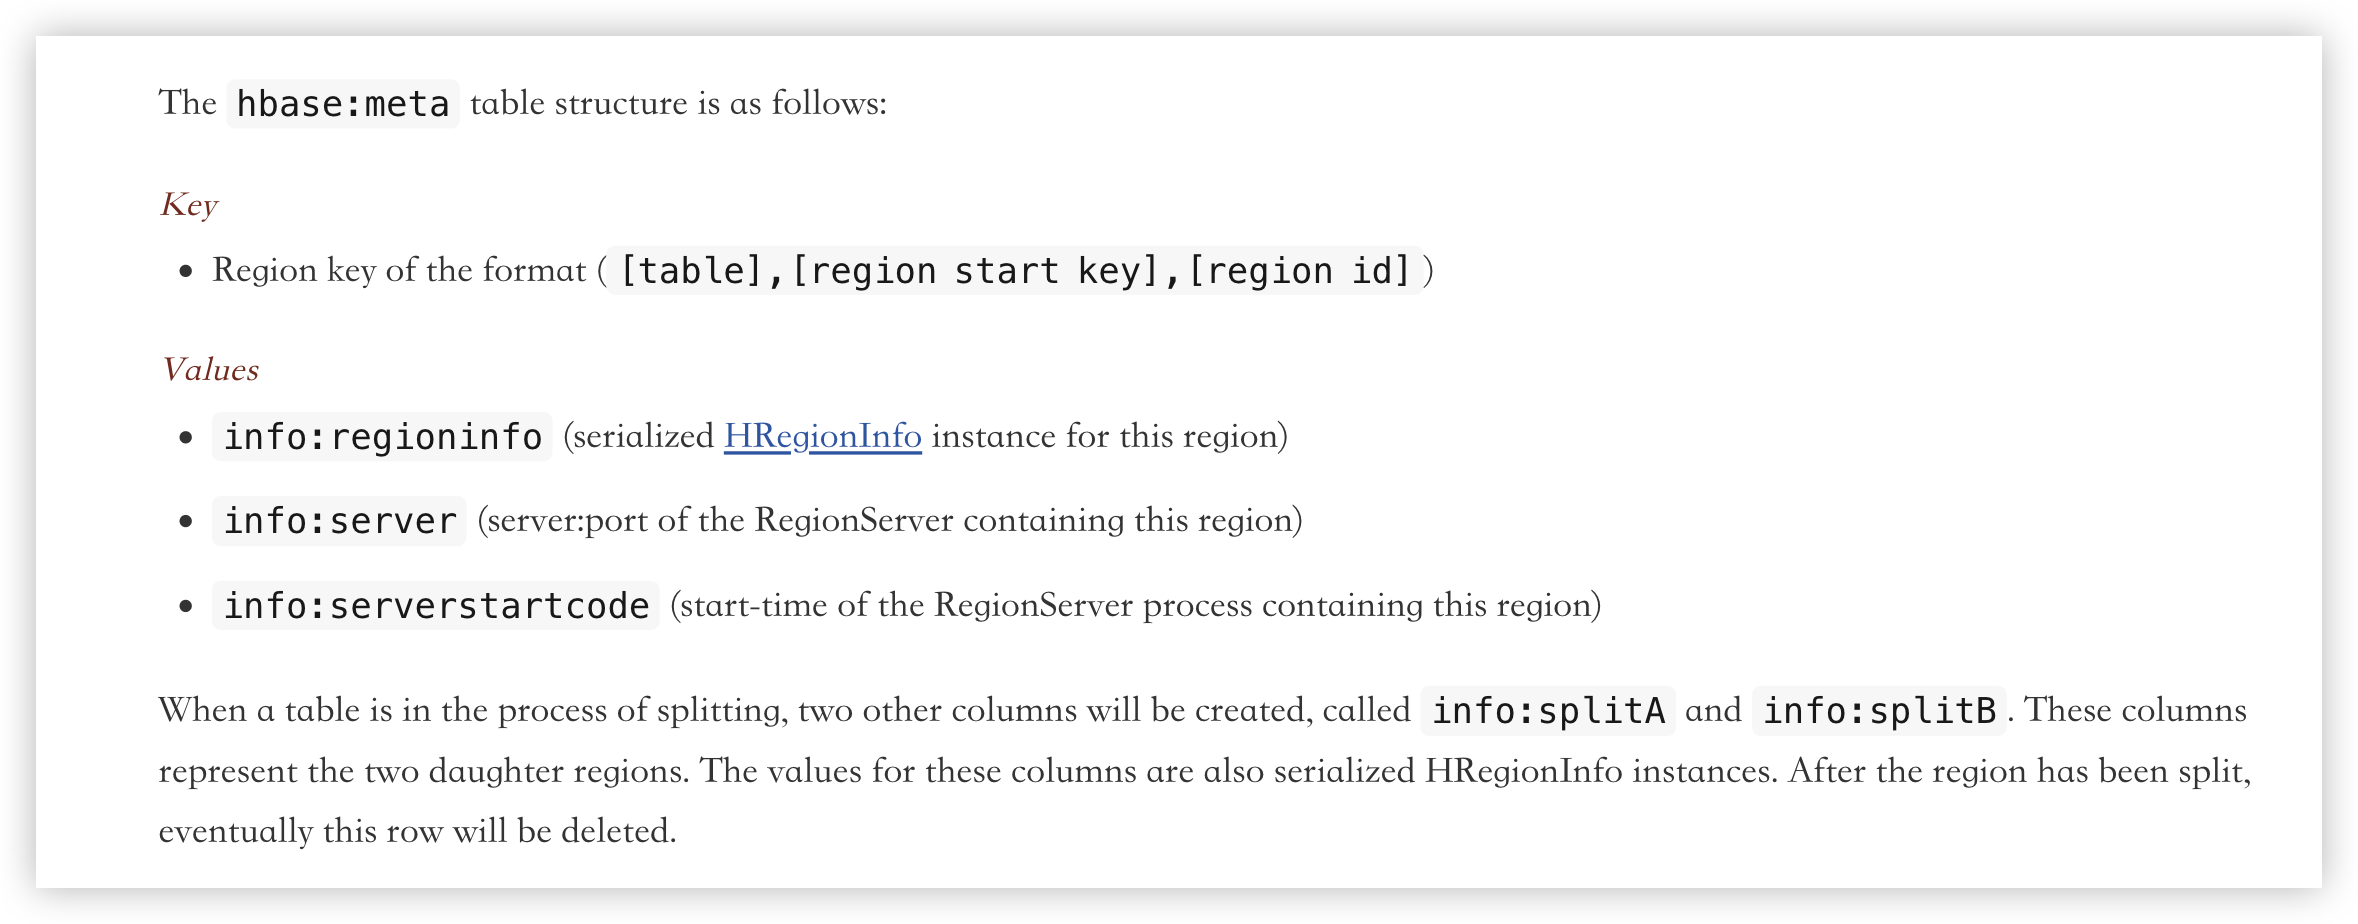 The hbase:meta table structure is as follows:
Key
• Region key of the format ( [table],[region start key],[region id] )
Values
• info:regioninfo (serialized HRegionInfo instance for this region)
• info:server (server:port of the RegionServer containing this region)
• info:serverstartcode (start-time of the RegionServer process containing this region)
When a table is in the process of splitting, two other columns will be created, called info:splitA and info:splitB . These columns
represent the two daughter regions. The values for these columns are also serialized HRegionInfo instances. After the region has been split,
eventually this row will be deleted.